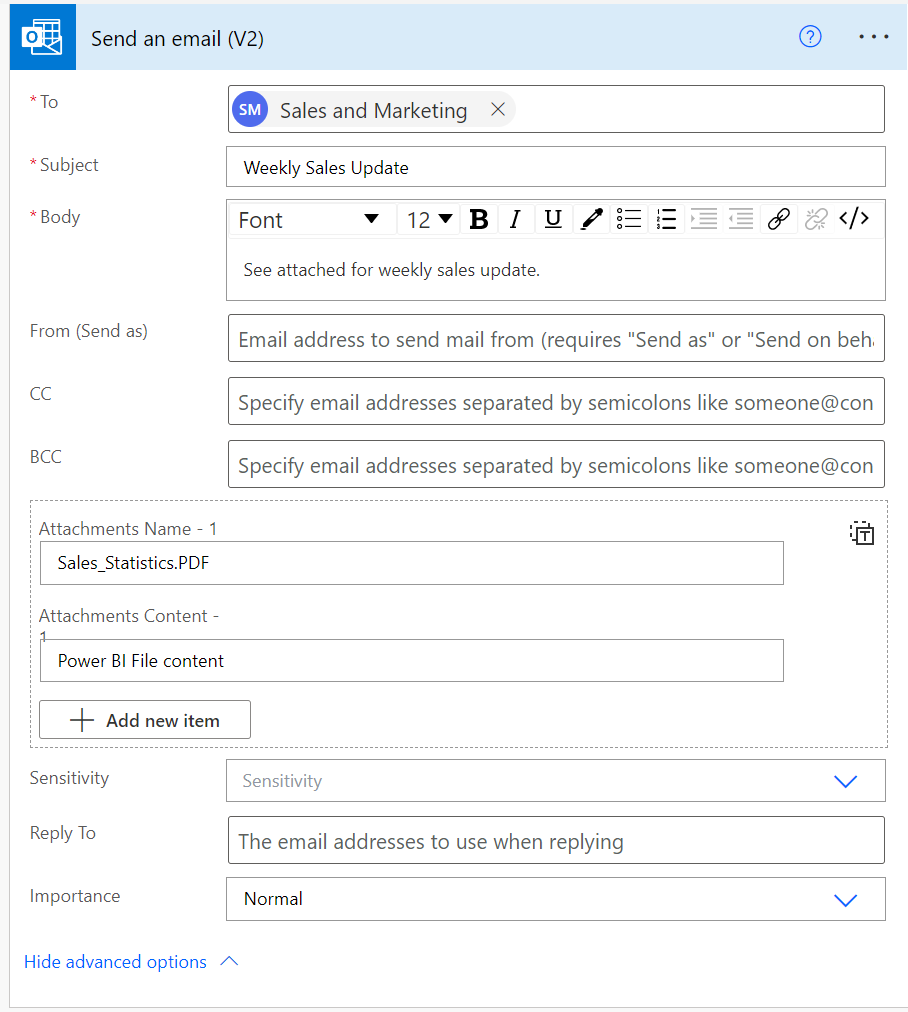 Send an email (V2)
* To
SM Sales and Marketing
* Subject
Weekly Sales Update
* Body
Font 12 B I U </>
See attached for weekly sales update.
From (Send as)
Email address to send mail from (requires "Send as" or "Send on beha
CC
Specify email addresses separated by semicolons like someone@con
BCC
Specify email addresses separated by semicolons like someone@con
Attachments Name - 1
Sales_Statistics.PDF
Attachments Content -
1
Power BI File content
Add new item
Sensitivity
Sensitivity
Reply To
The email addresses to use when replying
Importance
Normal
Hide advanced options